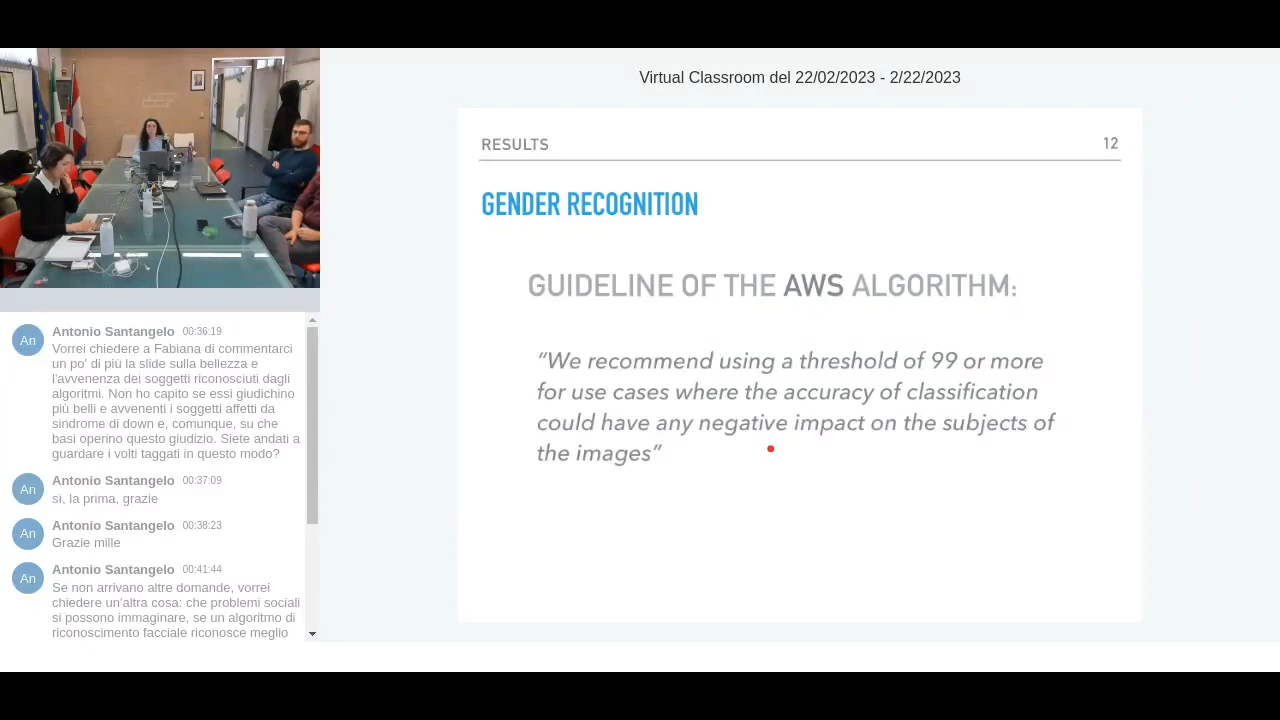 Virtual Classroom del 22/02/2023 - 2/22/2023
RESULTS 12
GENDER RECOGNITION
GUIDELINE OF THE AWS ALGORITHM:
“We recommend using a threshold of 99 or more
for use cases where the accuracy of classification
could have any negative impact on the subjects of
the images”
An
Antonio Santangelo 00:36:19
Vorrei chiedere a Fabiana di commentarci
un po' di più la slide sulla bellezza e
l'avvenenza dei soggetti riconosciuti dagli
algoritmi. Non ho capito se essi giudichino
più belli e avvenenti i soggetti affetti da
sindrome di down e, comunque, su che
basi operino questo giudizio. Siete andati a
guardare i volti taggati in questo modo?
An
Antonio Santangelo 00:37:09
sì, la prima, grazie
An
Antonio Santangelo 00:38:23
Grazie mille
An
Antonio Santangelo 00:41:44
Se non arrivano altre domande, vorrei
chiedere un'altra cosa: che problemi sociali
si possono immaginare, se un algoritmo di
riconoscimento facciale riconosce meglio